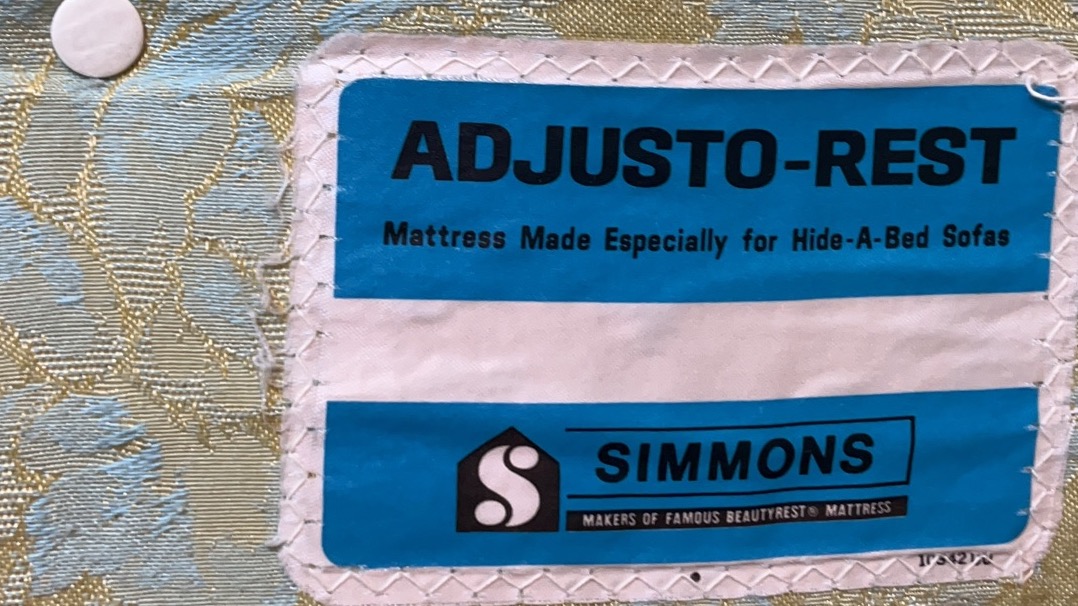 ADJUSTO-REST
Mattress Made Especially for Hide-A-Bed Sofas
S SIMMONS
MAKERS OF FAMOUS BEAUTYREST® MATTRESS